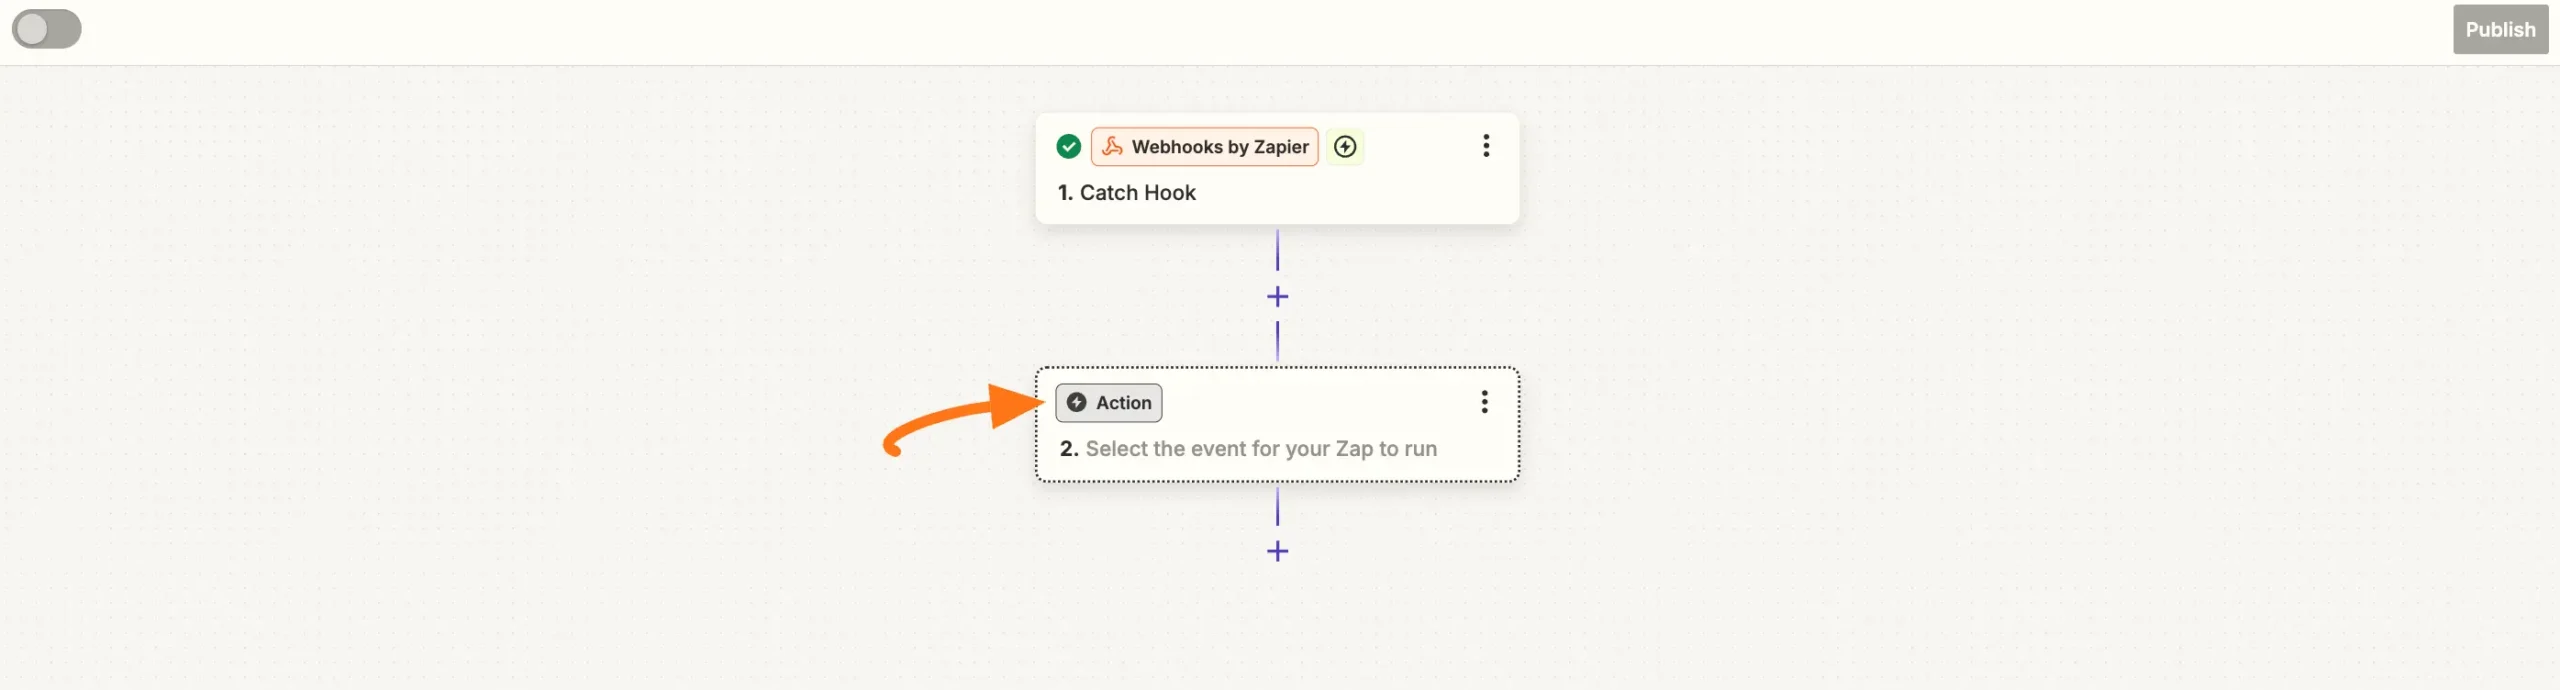 Publish
Webhooks by Zapier
1. Catch Hook
Action
2. Select the event for your Zap to run